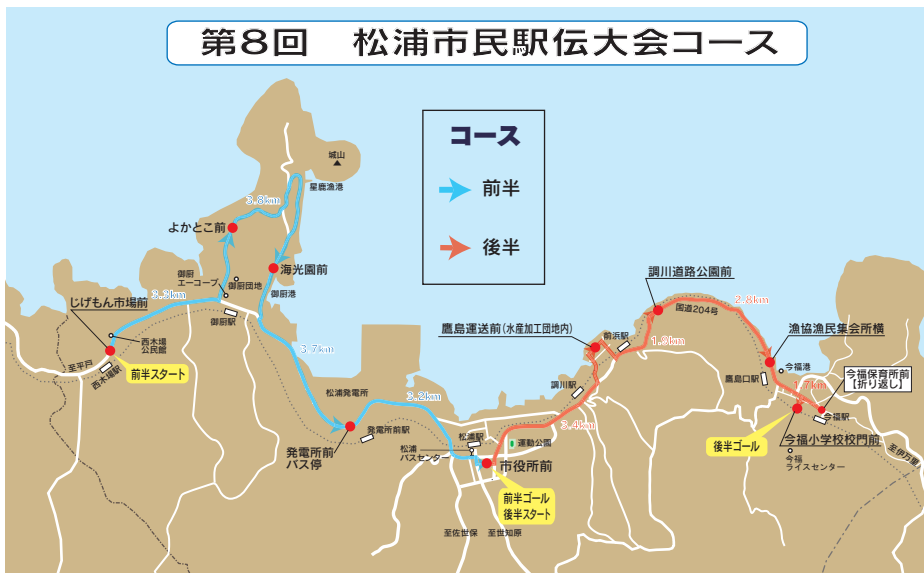 第8回 松浦市民駅伝大会コース
コース
前半
後半
城山
星鹿漁港
3.8km
よかとこ前
海光園前
御厨
エーコープ
御厨団地
御厨港
3.3km
じげもん市場前
御厨駅
西木場
公民館
至平戸
西木場駅
前半スタート
3.7km
松浦発電所
3.2km
発電所前
バス停
発電所前駅
松浦駅
松浦
バスセンター
運動公園
市役所前
前半ゴール
後半スタート
至佐世保
至世知原
3.4km
調川駅
鷹島運送前(水産加工団地内)
前浜駅
1.9km
調川道路公園前
国道204号
2.8km
漁協漁民集会所横
今福港
鷹島口駅
1.7km
今福保育所前
【折り返し】
今福駅
後半ゴール
今福小学校校門前
今福
ライスセンター
至伊万里